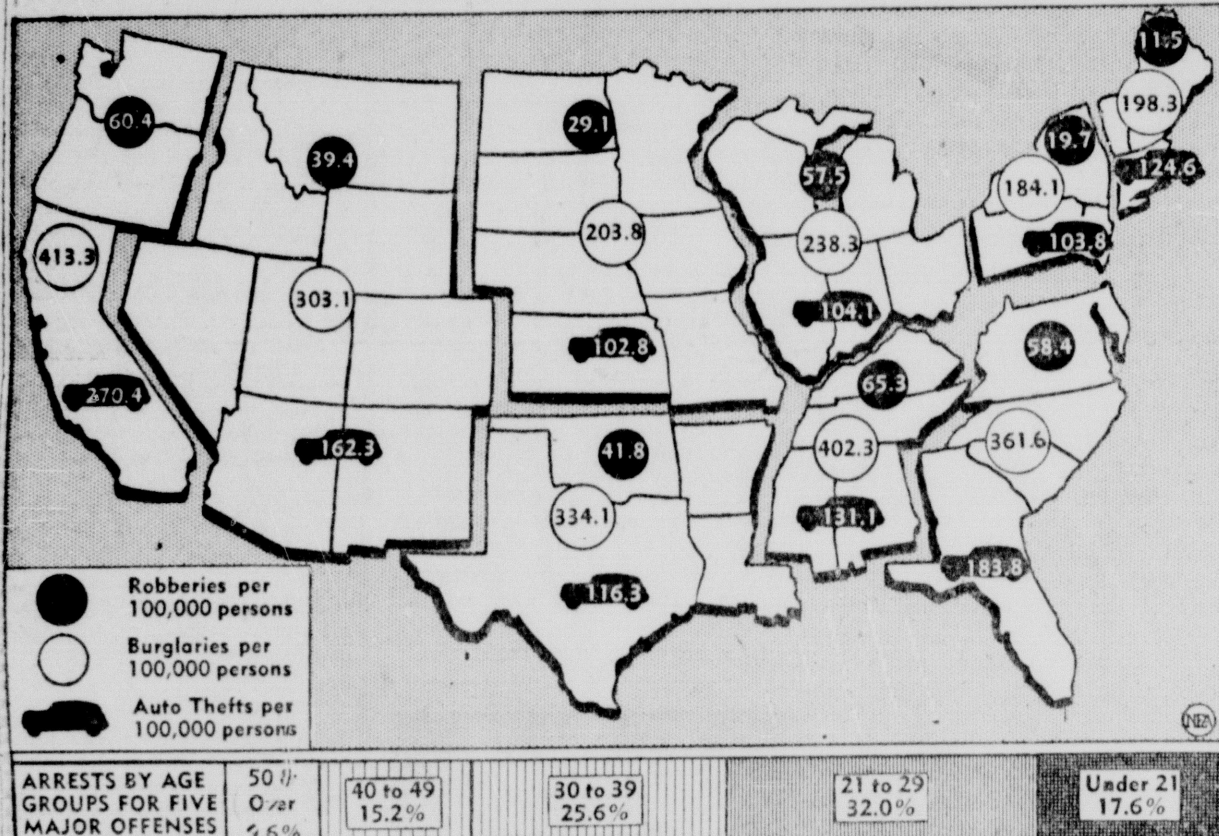 11.5
198.3
60.4
29.1
19.7
39.4
57.5
124.6
184.1
203.8
238.3
103.8
413.3
303.1
104.1
102.8
58.4
65.3
270.4
162.3
41.8
402.3
361.6
334.1
131.1
116.3
183.8
Robberies per
100,000 persons
Burglaries per
100,000 persons
Auto Thefts per
100,000 persons
NEA
ARRESTS BY AGE
GROUPS FOR FIVE
MAJOR OFFENSES
50 &
Over
9.6%
40 to 49
15.2%
30 to 39
25.6%
21 to 29
32.0%
Under 21
17.6%